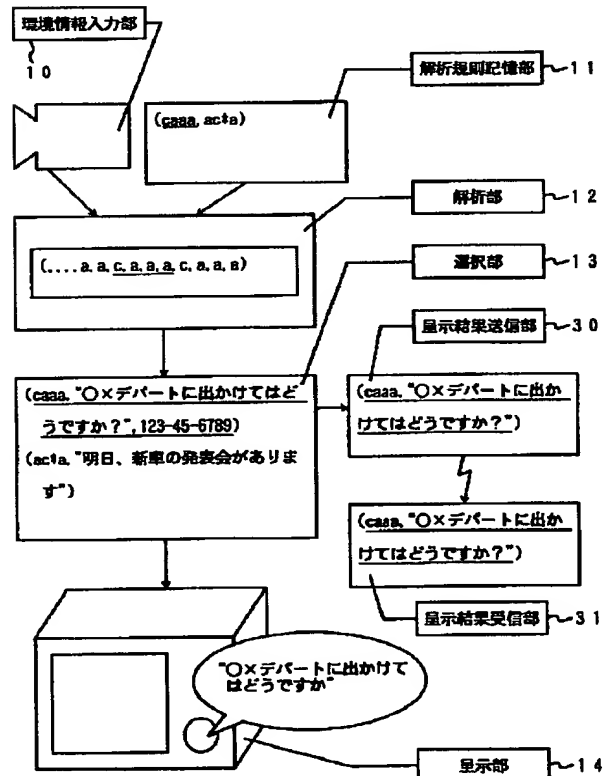 環境情報入力部
10
解析規則記憶部
11
(caaa, ac*a)
解析部
12
(....a, a, c, a, a, a, c, a, a, a)
選択部
13
呈示結果送信部
30
(caaa, "○×デパートに出かけてはど
うですか?", 123-45-6789)
(ac*a, "明日、新車の発表会がありま
す")
(caaa, "○×デパートに出か
けてはどうですか?")
(caaa, "○×デパートに出か
けてはどうですか?")
呈示結果受信部
31
"○×デパートに出かけて
はどうですか"
呈示部
14